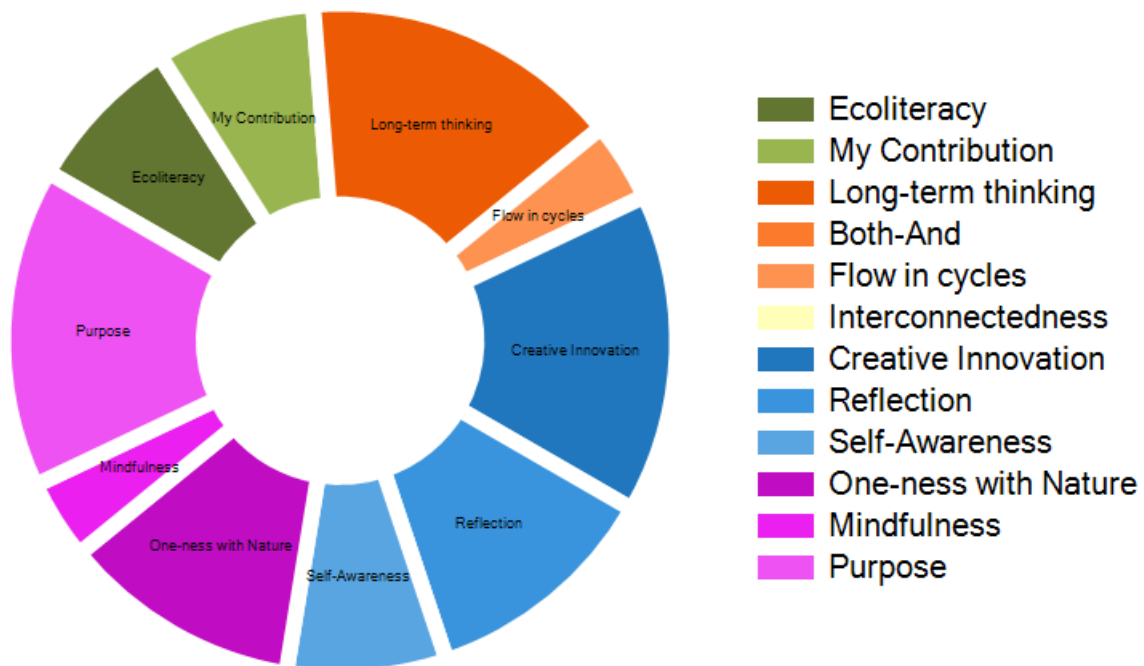 My Contribution
Long-term thinking
Ecoliteracy
Flow in cycles
Purpose
Creative Innovation
Mindfulness
Reflection
One-ness with Nature
Self-Awareness
Ecoliteracy
My Contribution
Long-term thinking
Both-And
Flow in cycles
Interconnectedness
Creative Innovation
Reflection
Self-Awareness
One-ness with Nature
Mindfulness
Purpose